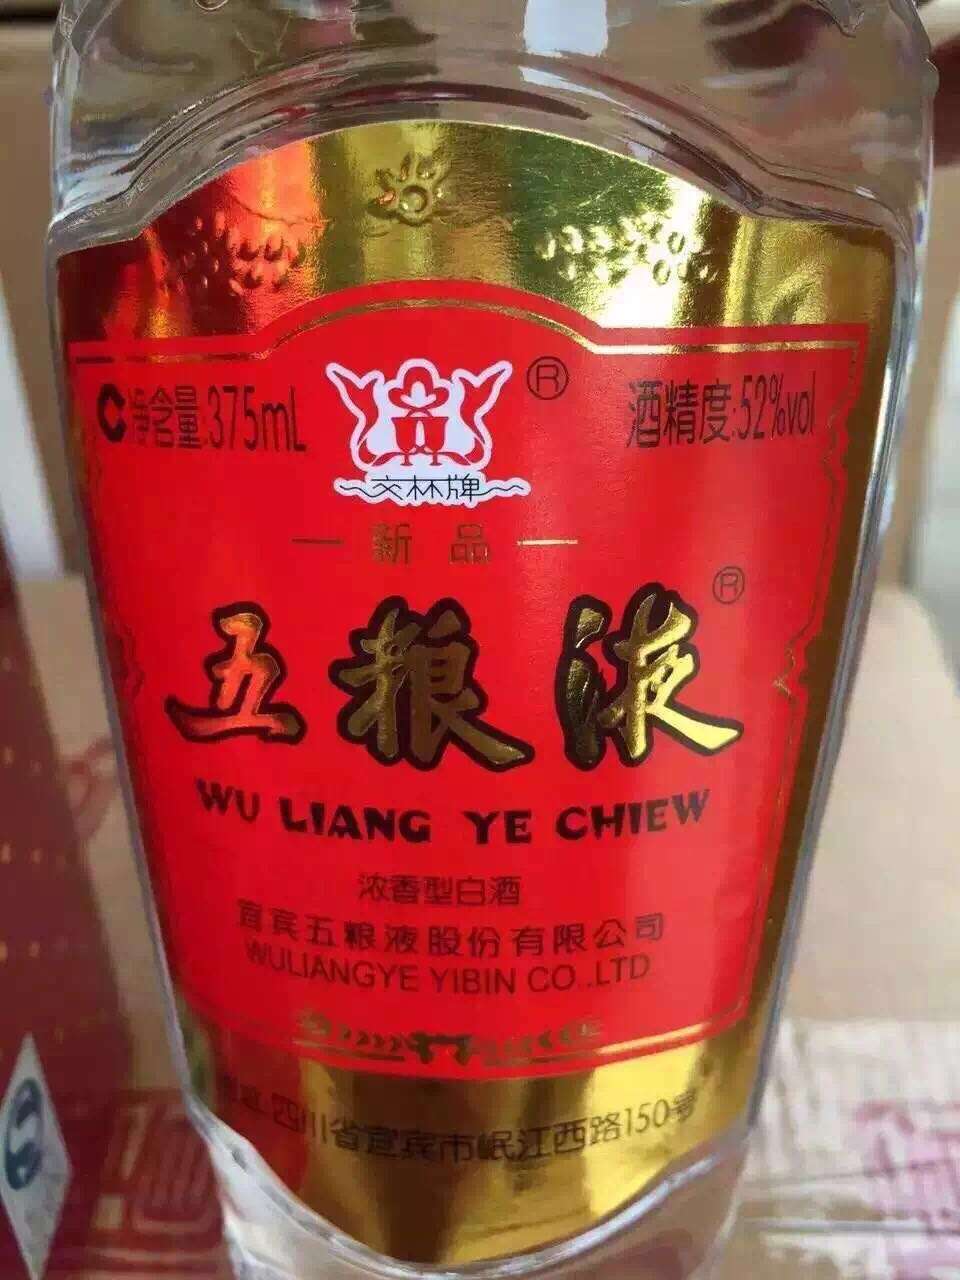 净含量:375mL
R
酒精度:52%vol
交杯牌
新品
五粮液
R
WU LIANG YE CHIEW
浓香型白酒
宜宾五粮液股份有限公司
WULIANGYE YIBIN CO.,LTD
四川省宜宾市岷江西路150号